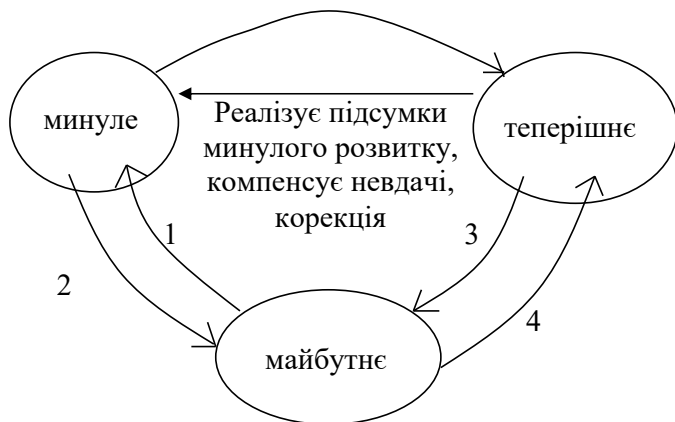 минуле
Реалізує підсумки
минулого розвитку,
компенсує невдачі,
корекція
теперішнє
1
2
3
4
майбутнє